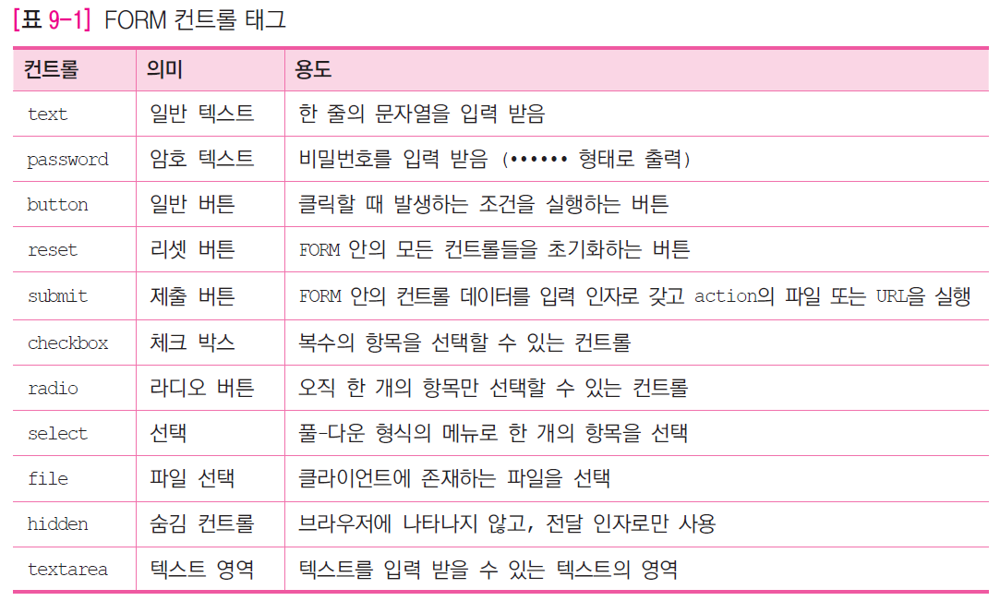 [표 9-1] FORM 컨트롤 태그
컨트롤 의미 용도
text 일반 텍스트 한 줄의 문자열을 입력 받음
password 암호 텍스트 비밀번호를 입력 받음 (•••••• 형태로 출력)
button 일반 버튼 클릭할 때 발생하는 조건을 실행하는 버튼
reset 리셋 버튼 FORM 안의 모든 컨트롤들을 초기화하는 버튼
submit 제출 버튼 FORM 안의 컨트롤 데이터를 입력 인자로 갖고 action의 파일 또는 URL을 실행
checkbox 체크 박스 복수의 항목을 선택할 수 있는 컨트롤
radio 라디오 버튼 오직 한 개의 항목만 선택할 수 있는 컨트롤
select 선택 풀-다운 형식의 메뉴로 한 개의 항목을 선택
file 파일 선택 클라이언트에 존재하는 파일을 선택
hidden 숨김 컨트롤 브라우저에 나타나지 않고, 전달 인자로만 사용
textarea 텍스트 영역 텍스트를 입력 받을 수 있는 텍스트의 영역